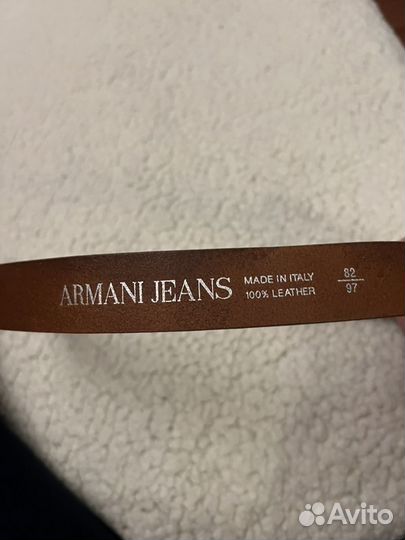 ARMANI JEANS
MADE IN ITALY
100% LEATHER
82
97
Avito